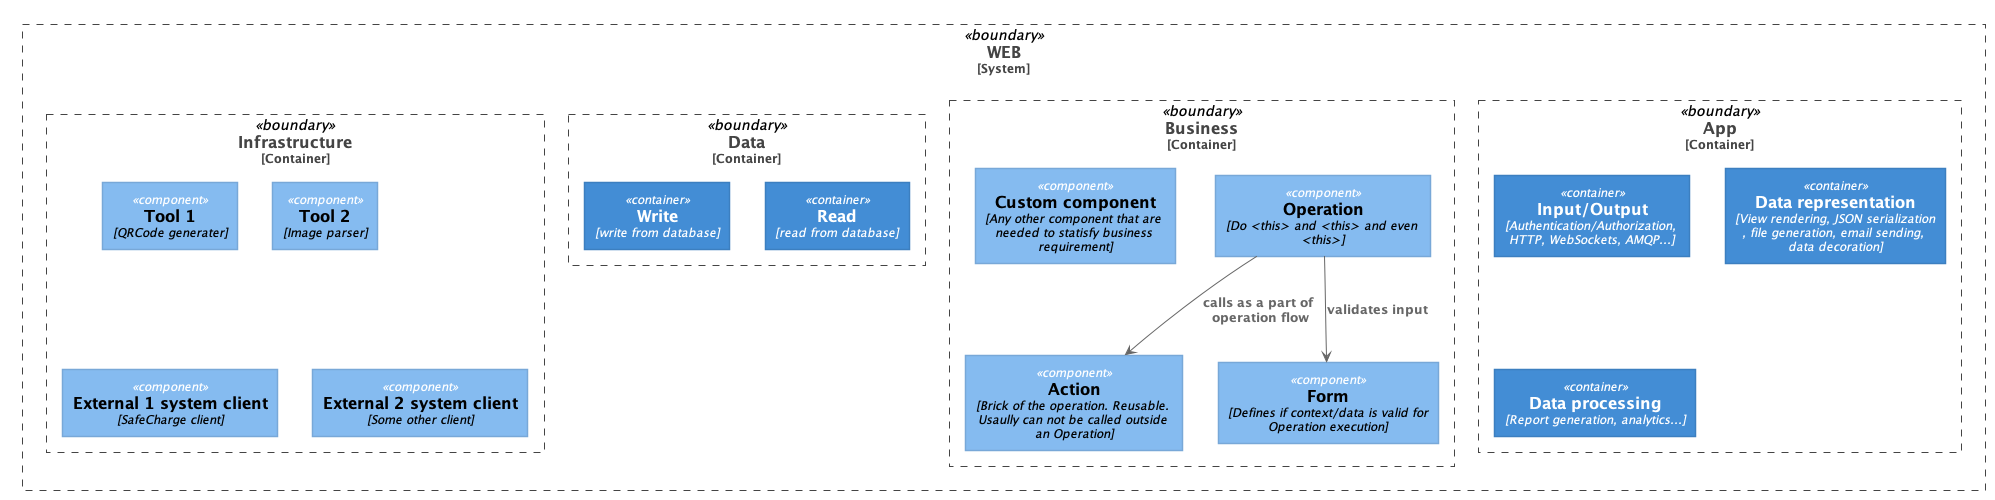 «boundary»
WEB
[System]
«boundary»
Infrastructure
[Container]
«component»
Tool 1
[QRCode generater]
«component»
Tool 2
[Image parser]
«component»
External 1 system client
[SafeCharge client]
«component»
External 2 system client
[Some other client]
«boundary»
Data
[Container]
«container»
Write
[write from database]
«container»
Read
[read from database]
«boundary»
Business
[Container]
«component»
Custom component
[Any other component that are
needed to statisfy business
requirement]
«component»
Operation
[Do <this> and <this> and even
<this>]
calls as a part of
operation flow
validates input
«component»
Action
[Brick of the operation. Reusable.
Usaully can not be called outside
an Operation]
«component»
Form
[Defines if context/data is valid for
Operation execution]
«boundary»
App
[Container]
«container»
Input/Output
[Authentication/Authorization,
HTTP, WebSockets, AMQP...]
«container»
Data representation
[View rendering, JSON serialization
, file generation, email sending,
data decoration]
«container»
Data processing
[Report generation, analytics...]